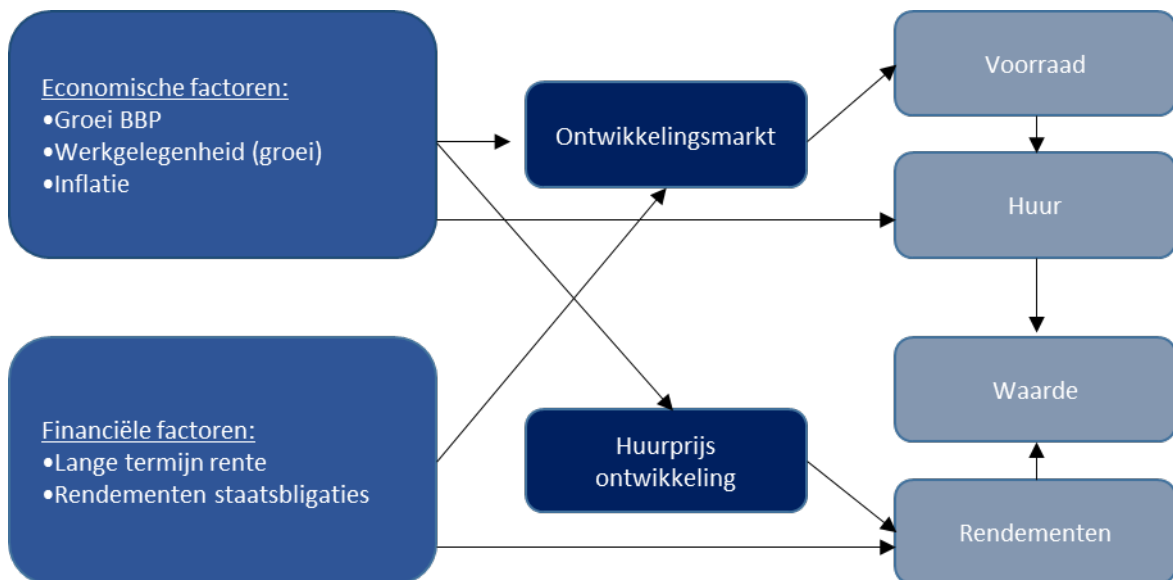 Economische factoren:
•Groei BBP
•Werkgelegenheid (groei)
•Inflatie
Financiële factoren:
•Lange termijn rente
•Rendementen staatsbligaties
Ontwikkelingsmarkt
Huurprijs
ontwikkeling
Voorraad
Huur
Waarde
Rendementen